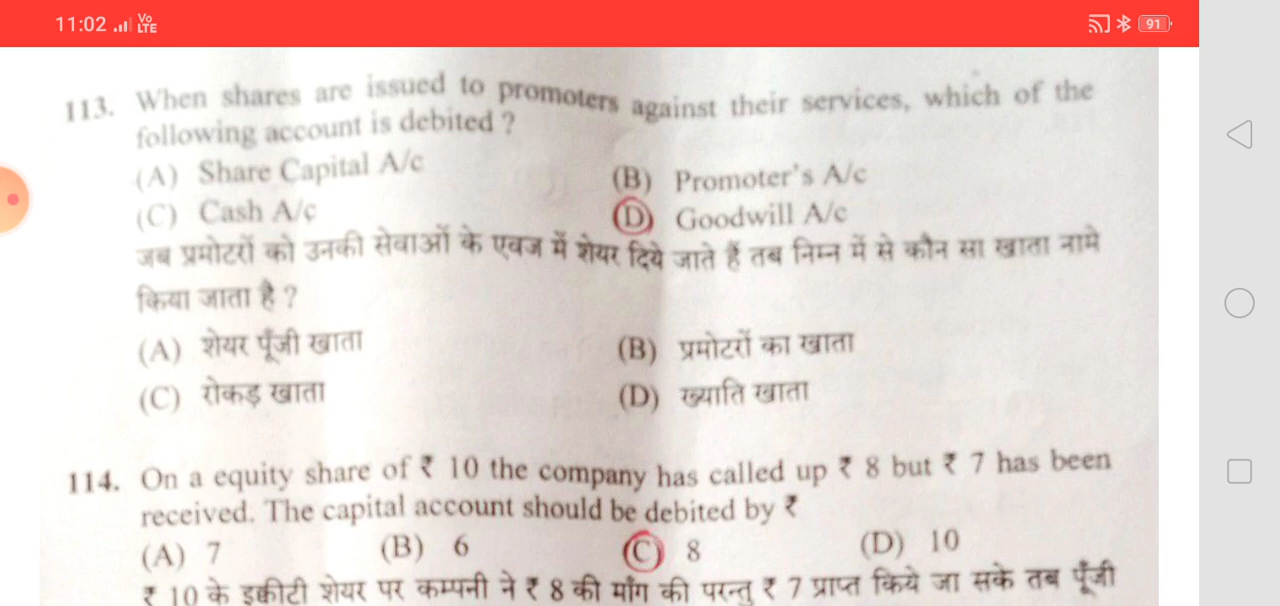 11:02 Vo LTE 91
113. When shares are issued to promoters against their services, which of the
following account is debited ?
(A) Share Capital A/c (B) Promoter's A/c
(C) Cash A/c (D) Goodwill A/c
जब प्रमोटरों को उनकी सेवाओं के एवज में शेयर दिये जाते हैं तब निम्न में से कौन सा खाता नामे
किया जाता है ?
(A) शेयर पूँजी खाता (B) प्रमोटरों का खाता
(C) रोकड़ खाता (D) ख्याति खाता
114. On a equity share of ₹ 10 the company has called up ₹ 8 but ₹ 7 has been
received. The capital account should be debited by ₹
(A) 7 (B) 6 (C) 8 (D) 10
₹ 10 के इक्वीटी शेयर पर कम्पनी ने ₹ 8 की माँग की परन्तु ₹ 7 प्राप्त किये जा सके तब पूँजी